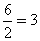 6/2 = 3